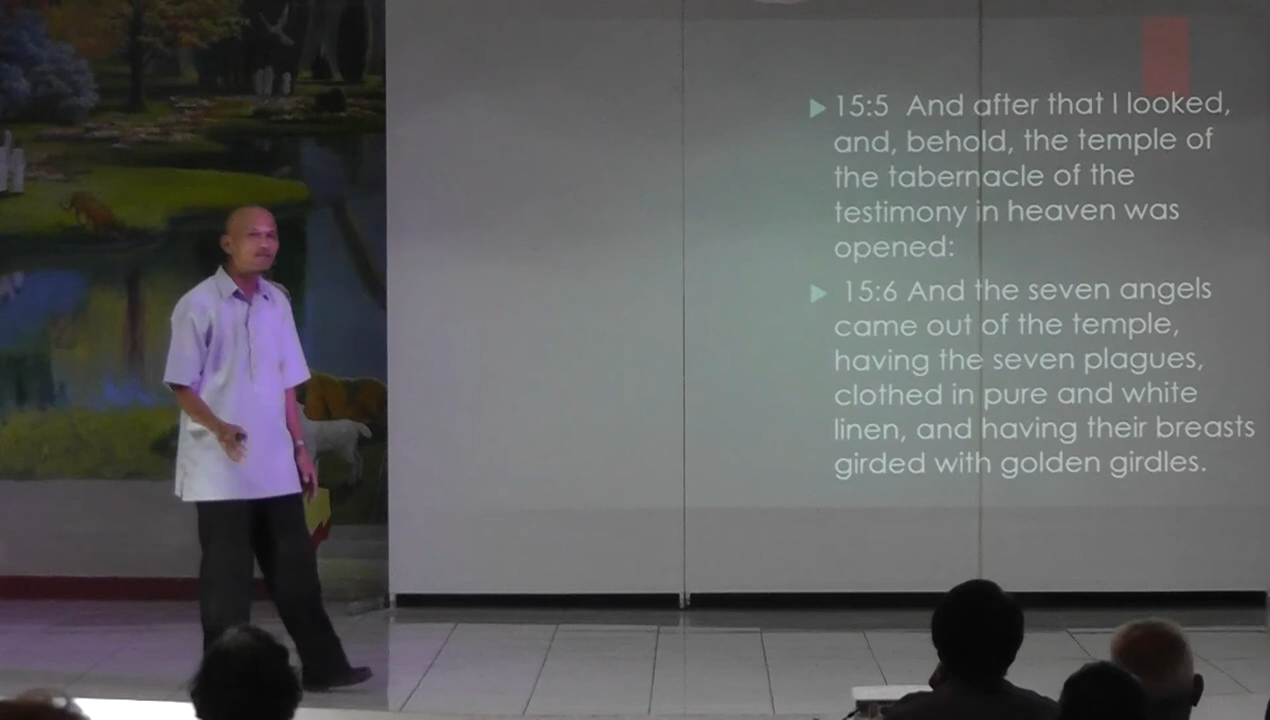 15:5 And after that I looked,
and, behold, the temple of
the tabernacle of the
testimony in heaven was
opened:
15:6 And the seven angels
came out of the temple,
having the seven plagues,
clothed in pure and white
linen, and having their breasts
girded with golden girdles.